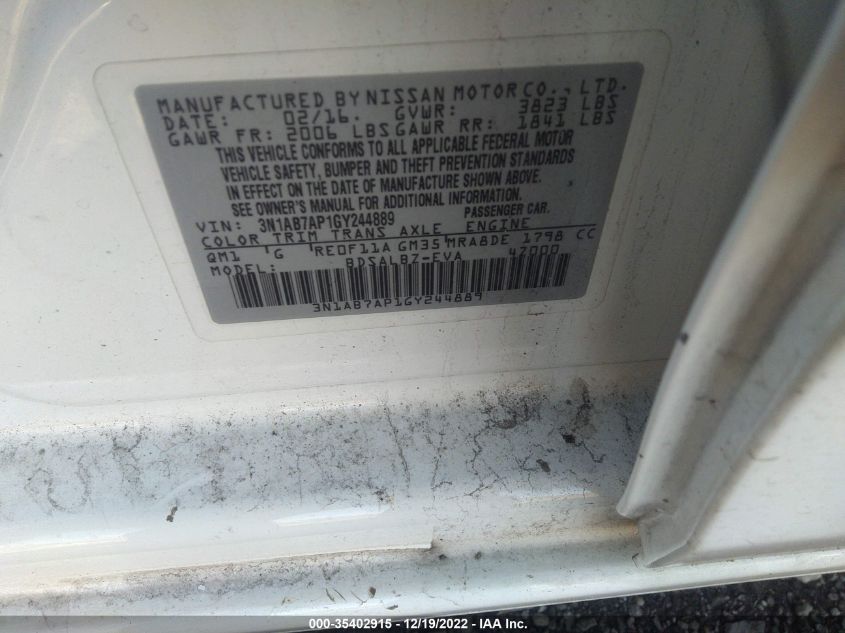 MANUFACTURED BY NISSAN MOTOR CO., LTD.
DATE: 02/16. GVWR: 3823 LBS
GAWR FR: 2006 LBS GAWR RR: 1841 LBS
THIS VEHICLE CONFORMS TO ALL APPLICABLE FEDERAL MOTOR
VEHICLE SAFETY, BUMPER AND THEFT PREVENTION STANDARDS
IN EFFECT ON THE DATE OF MANUFACTURE SHOWN ABOVE.
SEE OWNER'S MANUAL FOR ADDITIONAL INFORMATION.
VIN: 3N1AB7AP1GY244889 PASSENGER CAR.
COLOR TRIM TRANS AXLE ENGINE
QM1 G RE0F11A GM35 MRA8DE 1798 CC
MODEL: BDSALBZ-EVA 42000
3N1AB7AP1GY244889
000-35402915 - 12/19/2022 - IAA Inc.